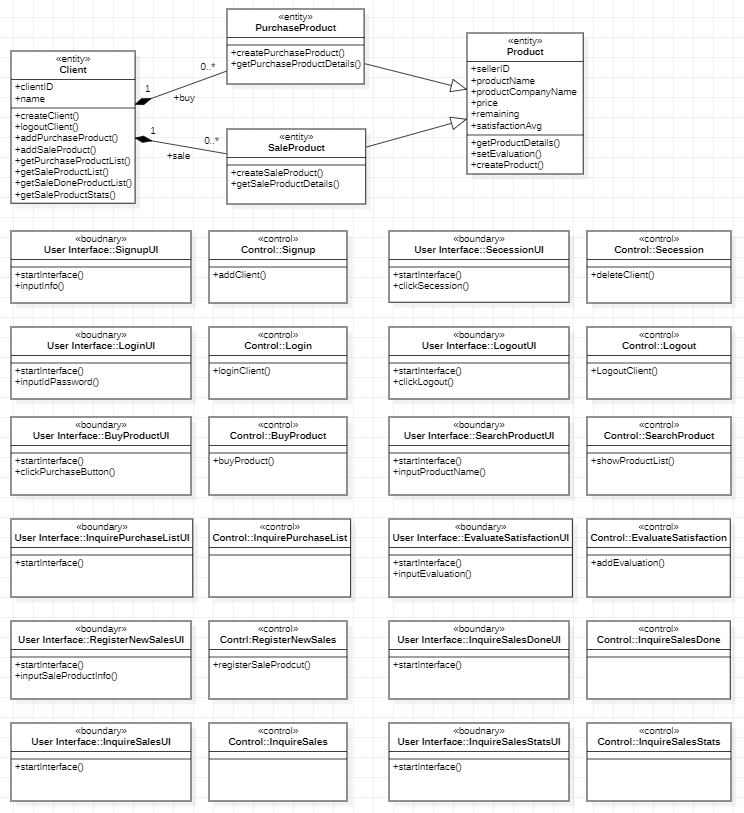 «entity»
Client
+clientID
+name
+createClient()
+logoutClient()
+addPurchaseProduct()
+addSaleProduct()
+getPurchaseProductList()
+getSaleProductList()
+getSaleDoneProductList()
+getSaleProductStats()
1
0..*
+buy
1
0..*
+sale
«entity»
PurchaseProduct
+createPurchaseProduct()
+getPurchaseProductDetails()
«entity»
SaleProduct
+createSaleProduct()
+getSaleProductDetails()
«entity»
Product
+sellerID
+productName
+productCompanyName
+price
+remaining
+satisfactionAvg
+getProductDetails()
+setEvaluation()
+createProduct()
«boudnary»
User Interface::SignupUI
+startInterface()
+inputInfo()
«control»
Control::Signup
+addClient()
«boudnary»
User Interface::SecessionUI
+startInterface()
+clickSecession()
«control»
Control::Secession
+deleteClient()
«boudnary»
User Interface::LoginUI
+startInterface()
+inputIdPassword()
«control»
Control::Login
+loginClient()
«boudnary»
User Interface::LogoutUI
+startInterface()
+clickLogout()
«control»
Control::Logout
+LogoutClient()
«boudnary»
User Interface::BuyProductUI
+startInterface()
+clickPurchaseButton()
«control»
Control::BuyProduct
+buyProduct()
«boundary»
User Interface::SearchProductUI
+startInterface()
+inputProductName()
«control»
Control::SearchProduct
+showProductList()
«boundary»
User Interface::InquirePurchaseListUI
+startInterface()
«control»
Control::InquirePurchaseList
«boundary»
User Interface::EvaluateSatisfactionUI
+startInterface()
+inputEvaluation()
«control»
Control::EvaluateSatisfaction
+addEvaluation()
«boundayr»
User Interface::RegisterNewSalesUI
+startInterface()
+inputSaleProductInfo()
«control»
Contrl:RegisterNewSales
+registerSaleProdcut()
«boundary»
User Interface::InquireSalesDoneUI
+startInterface()
«control»
Control::InquireSalesDone
«boundary»
User Interface::InquireSalesUI
+startInterface()
«control»
Control::InquireSales
«boudnary»
User Interface::InquireSalesStatsUI
+startInterface()
«control»
Control::InquireSalesStats